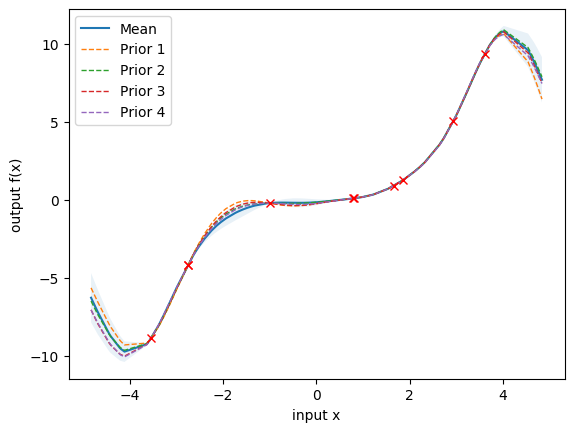 Mean
Prior 1
Prior 2
Prior 3
Prior 4
output f(x)
10
5
0
−5
−10
−4
−2
0
2
4
input x